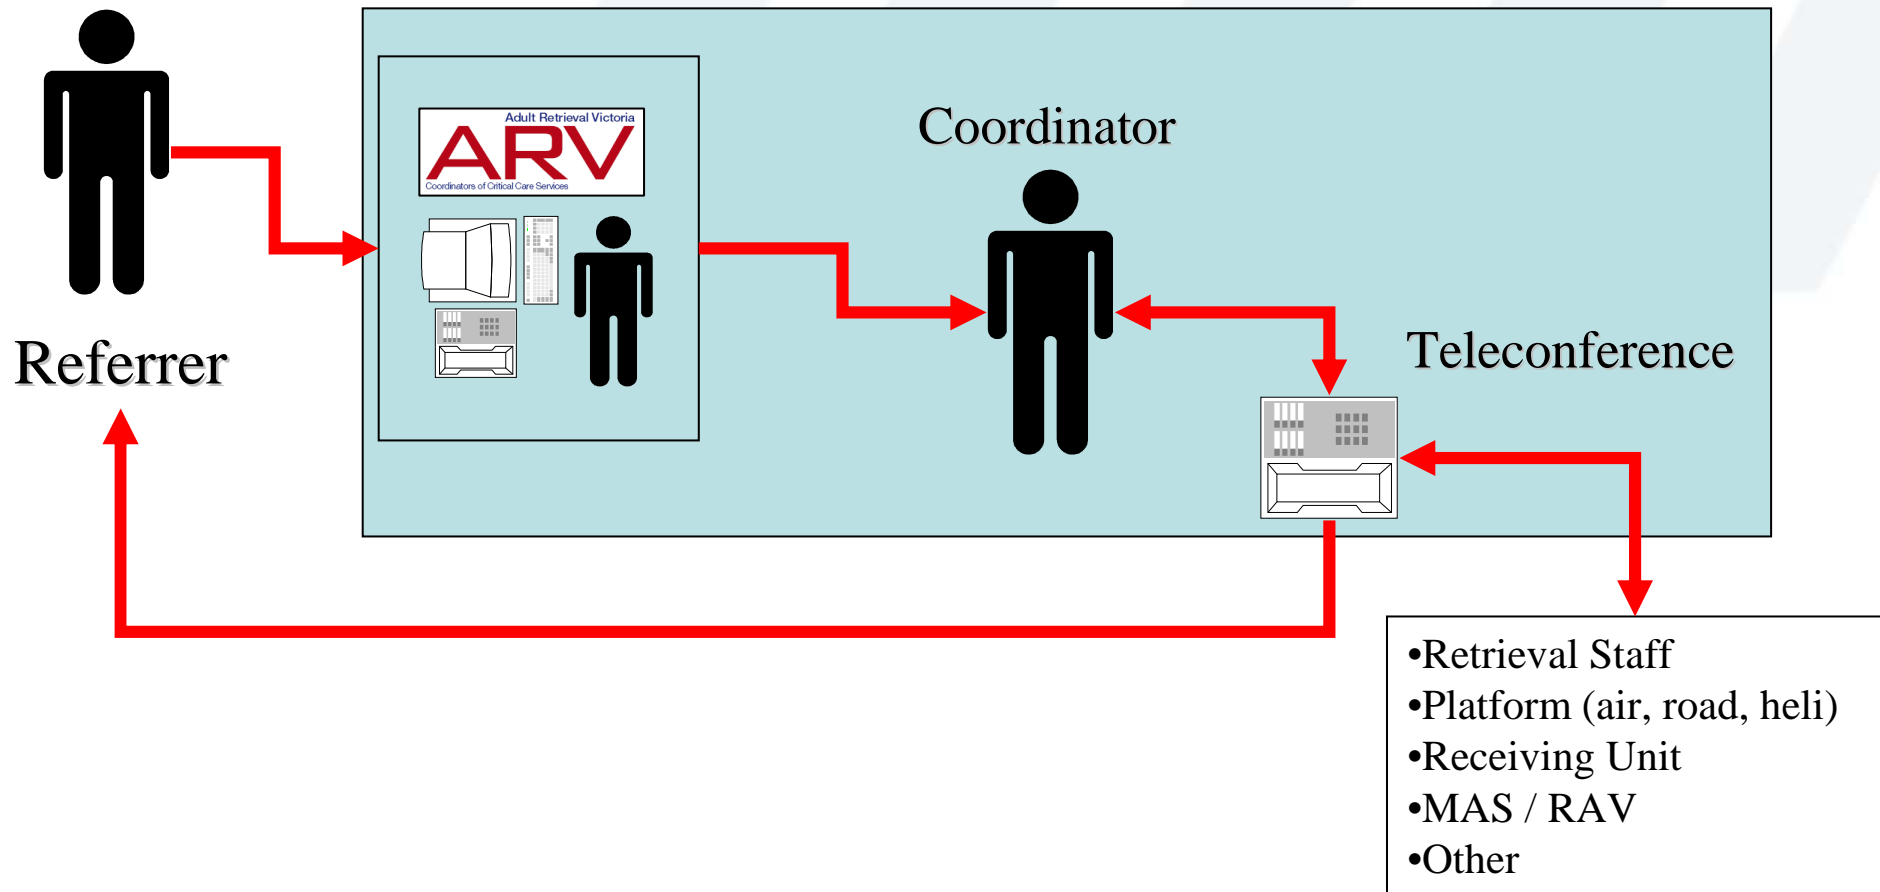 Referrer
Adult Retrieval Victoria
ARV
Coordinators of Critical Care Services
Coordinator
Teleconference
•Retrieval Staff
•Platform (air, road, heli)
•Receiving Unit
•MAS / RAV
•Other